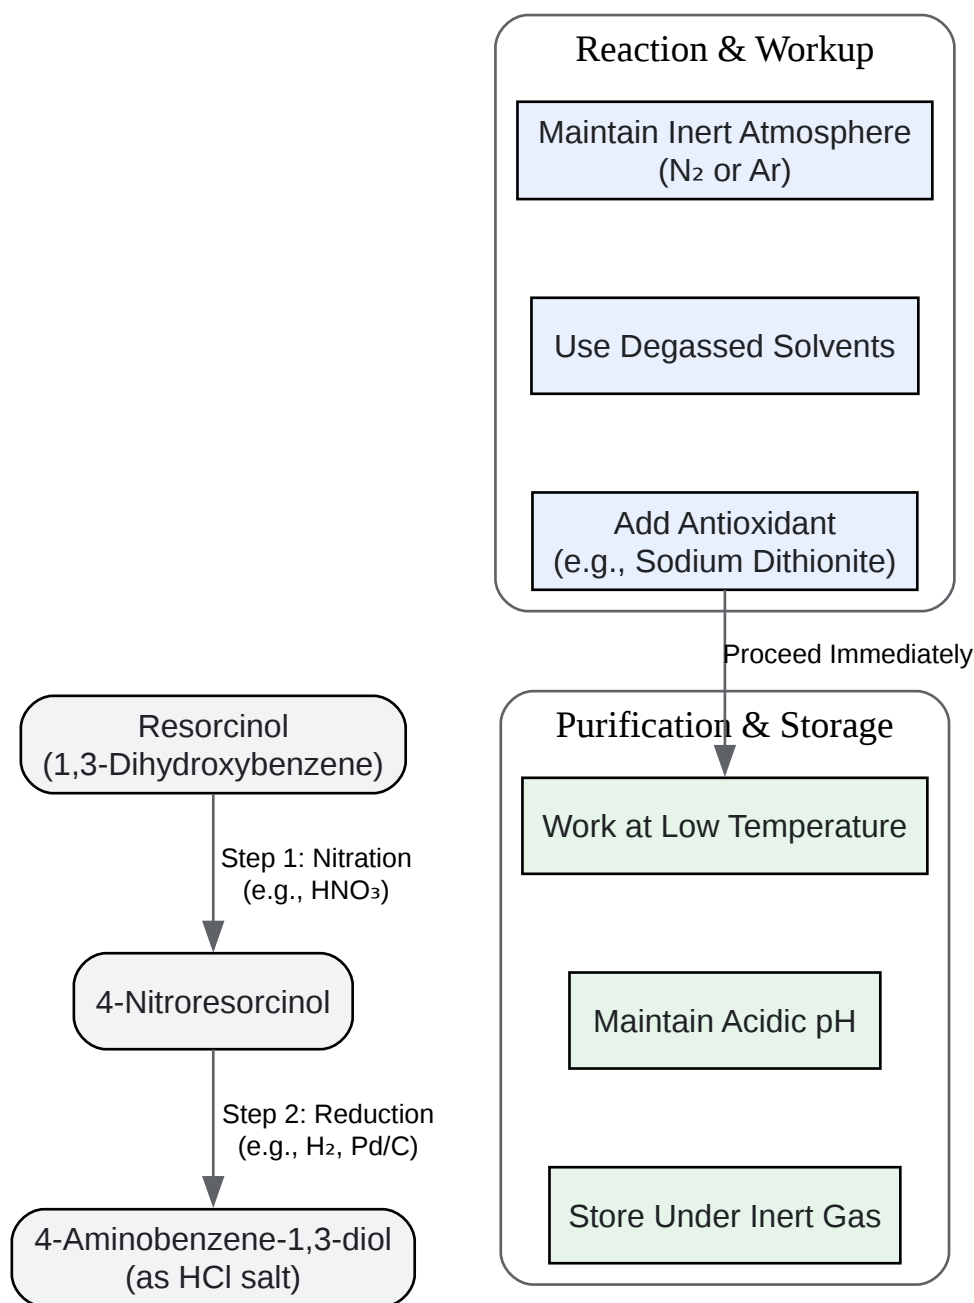 Reaction & Workup
Maintain Inert Atmosphere
(N₂ or Ar)
Use Degassed Solvents
Add Antioxidant
(e.g., Sodium Dithionite)
Proceed Immediately
Purification & Storage
Work at Low Temperature
Maintain Acidic pH
Store Under Inert Gas
Resorcinol
(1,3-Dihydroxybenzene)
Step 1: Nitration
(e.g., HNO₃)
4-Nitroresorcinol
Step 2: Reduction
(e.g., H₂, Pd/C)
4-Aminobenzene-1,3-diol
(as HCl salt)